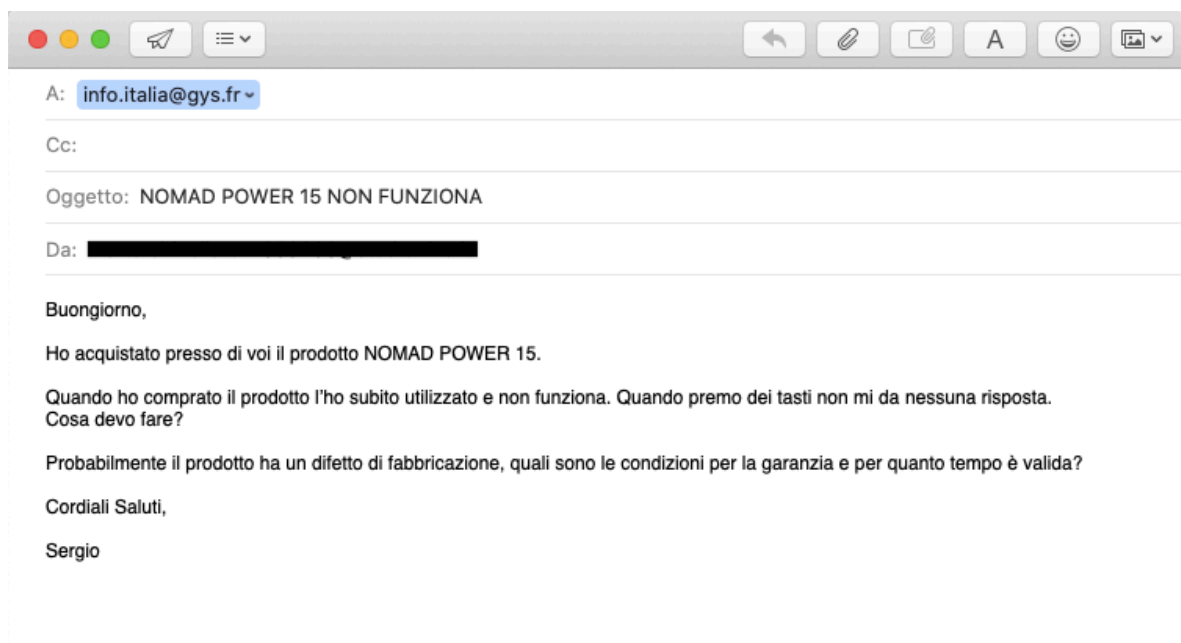 A: info.italia@gys.fr
Cc:
Oggetto: NOMAD POWER 15 NON FUNZIONA
Da:
Buongiorno,
Ho acquistato presso di voi il prodotto NOMAD POWER 15.
Quando ho comprato il prodotto l'ho subito utilizzato e non funziona. Quando premo dei tasti non mi da nessuna risposta.
Cosa devo fare?
Probabilmente il prodotto ha un difetto di fabbricazione, quali sono le condizioni per la garanzia e per quanto tempo è valida?
Cordiali Saluti,
Sergio